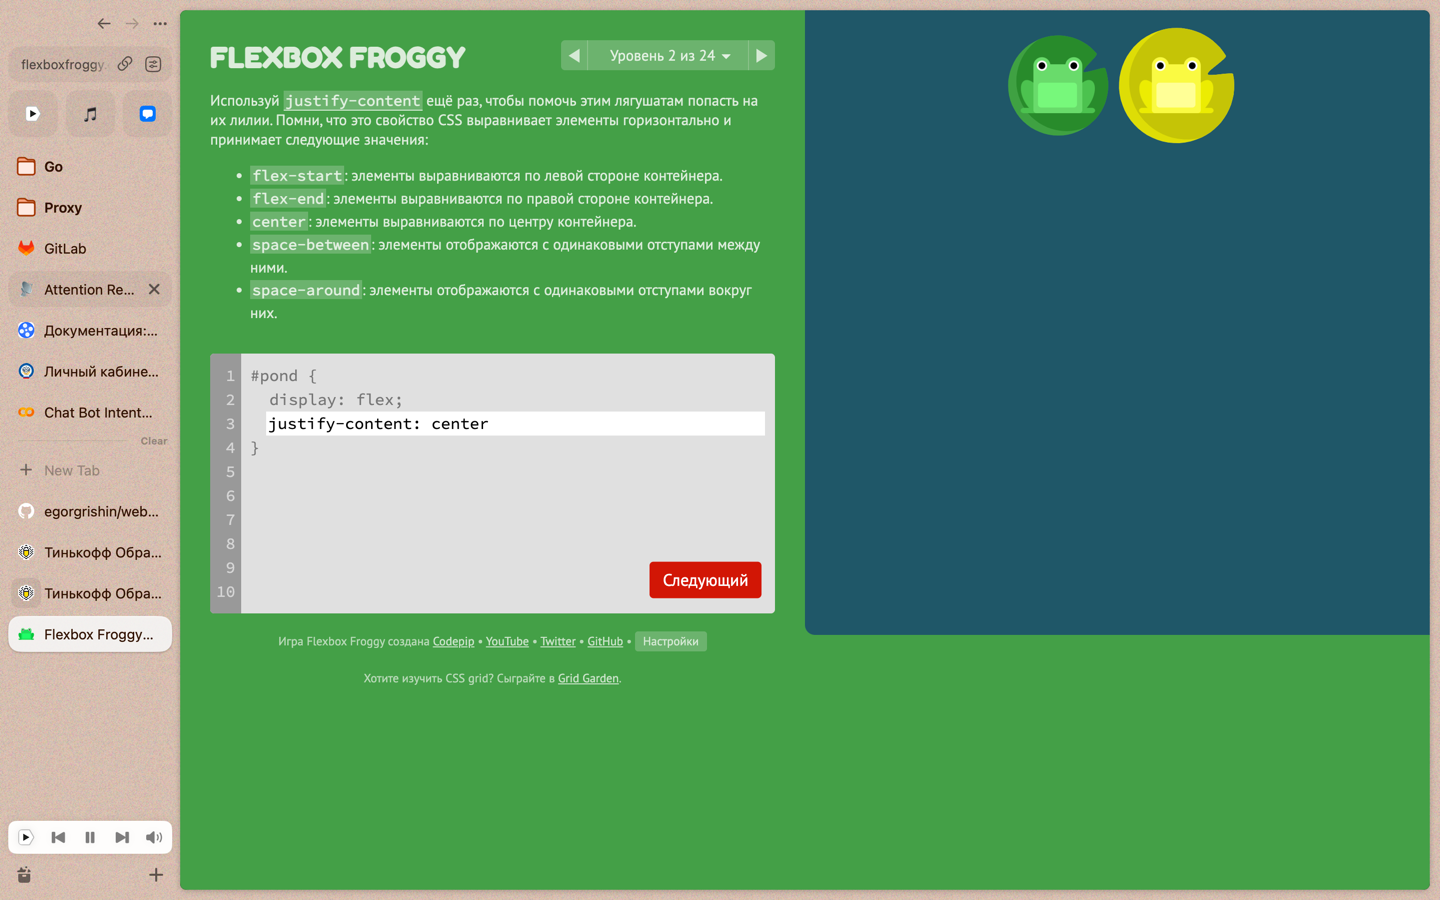 flexboxfroggy.
Go
Proxy
GitLab
Attention Re...
Документация:...
Личный кабине...
Chat Bot Intent...
Clear
New Tab
egorgrishin/web...
Тинькофф Обра...
Тинькофф Обра...
Flexbox Froggy...
FLEXBOX FROGGY
Уровень 2 из 24
Используй justify-content ещё раз, чтобы помочь этим лягушатам попасть на
их лилии. Помни, что это свойство CSS выравнивает элементы горизонтально и
принимает следующие значения:
• flex-start: элементы выравниваются по левой стороне контейнера.
• flex-end: элементы выравниваются по правой стороне контейнера.
• center: элементы выравниваются по центру контейнера.
• space-between: элементы отображаются с одинаковыми отступами между
ними.
• space-around: элементы отображаются с одинаковыми отступами вокруг
них.
1 #pond {
2 display: flex;
3 justify-content: center
4 }
5
6
7
8
9
10
Следующий
Игра Flexbox Froggy создана Codepip • YouTube • Twitter • GitHub • Настройки
Хотите изучить CSS grid? Сыграйте в Grid Garden.